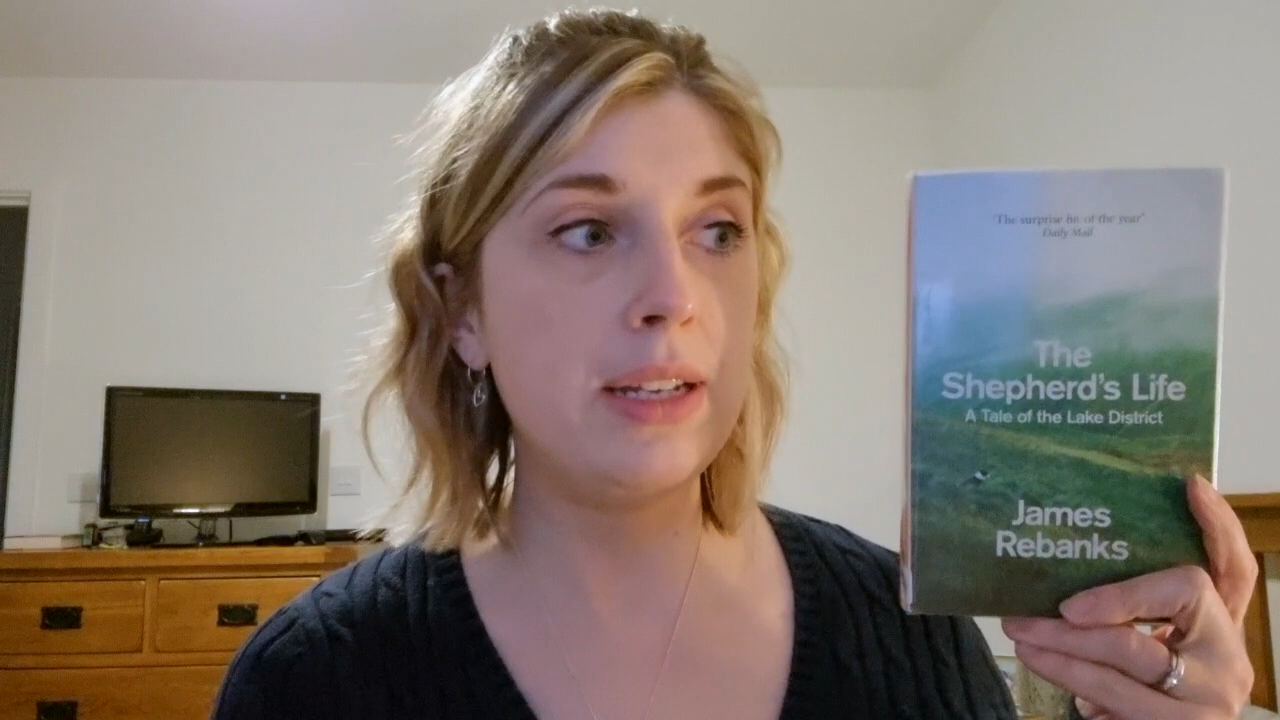 'The surprise hit of the year'
Daily Mail
The
Shepherd's Life
A Tale of the Lake District
James
Rebanks